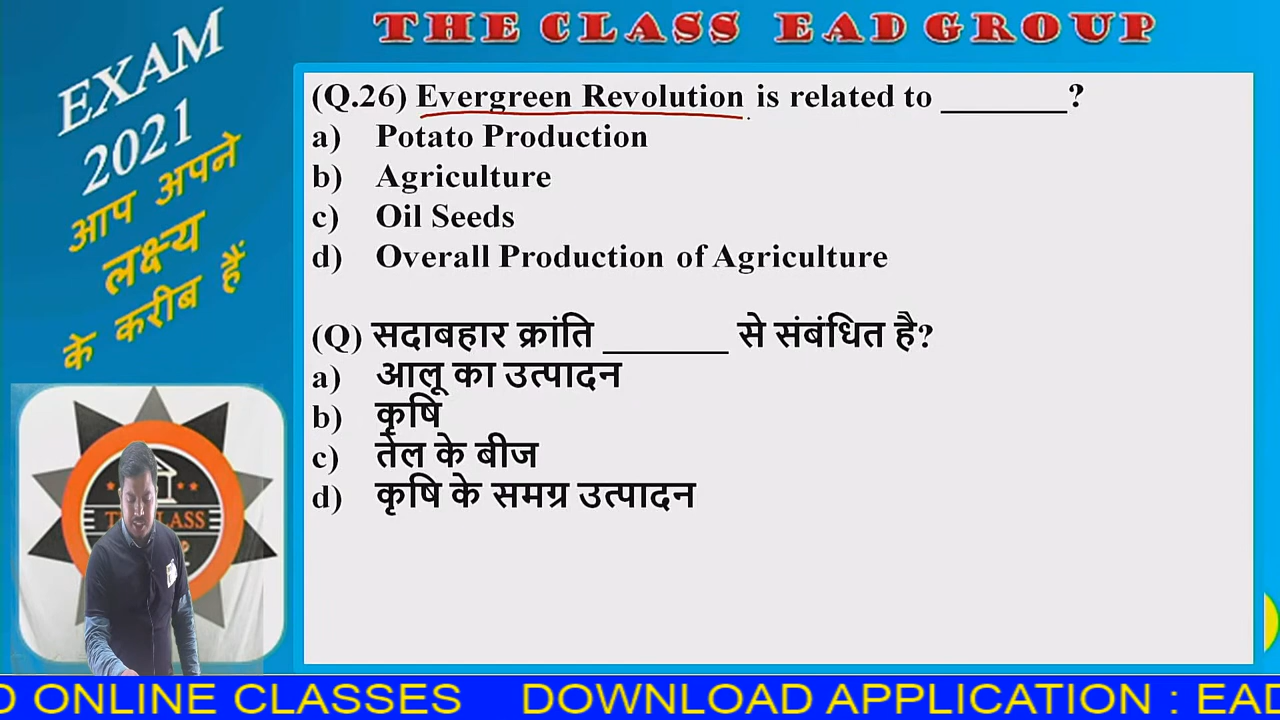 THE CLASS EAD GROUP
EXAM
2021
आप अपने
लक्ष्य
के करीब हैं
(Q.26) Evergreen Revolution is related to _______?
a) Potato Production
b) Agriculture
c) Oil Seeds
d) Overall Production of Agriculture
(Q) सदाबहार क्रांति _______ से संबंधित है?
a) आलू का उत्पादन
b) कृषि
c) तेल के बीज
d) कृषि के समग्र उत्पादन
ONLINE CLASSES DOWNLOAD APPLICATION : EAD